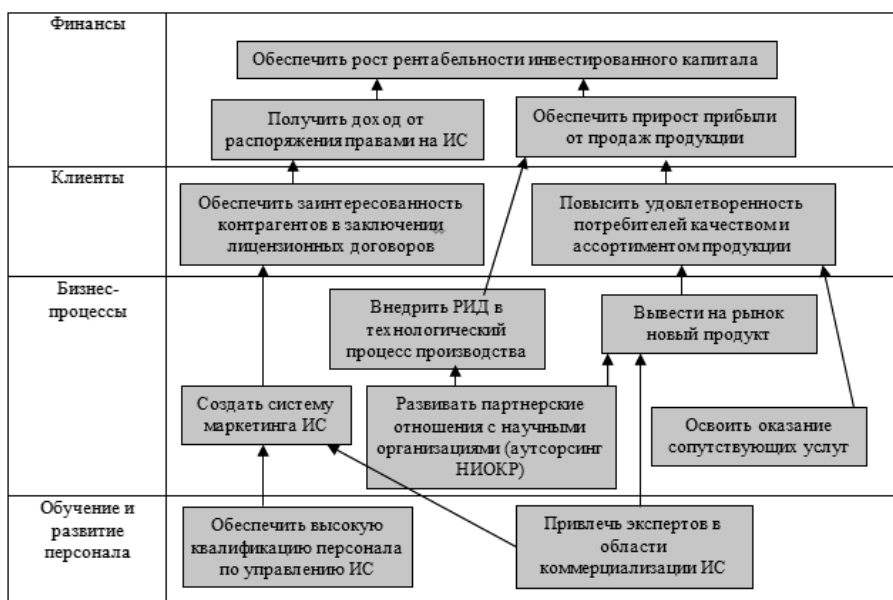 Финансы
Обеспечить рост рентабельности инвестированного капитала
Получить доход от
распоряжения правами на ИС
Обеспечить прирост прибыли
от продаж продукции
Клиенты
Обеспечить заинтересованность
контрагентов в заключении
лицензионных договоров
Повысить удовлетворенность
потребителей качеством и
ассортиментом продукции
Бизнес-
процессы
Внедрить РИД в
технологический
процесс производства
Вывести на рынок
новый продукт
Создать систему
маркетинга ИС
Развивать партнерские
отношения с научными
организациями (аутсорсинг
НИОКР)
Освоить оказание
сопутствующих услуг
Обучение и
развитие
персонала
Обеспечить высокую
квалификацию персонала
по управлению ИС
Привлечь экспертов в
области
коммерциализации ИС